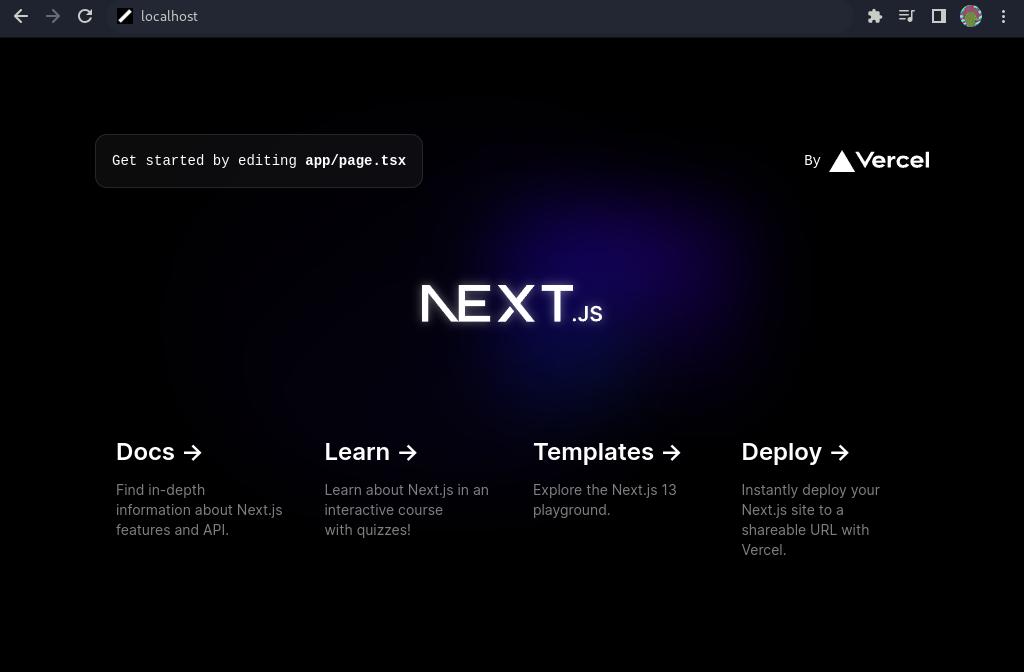 localhost
Get started by editing app/page.tsx
By Vercel
NEXT.JS
Docs →
Find in-depth
information about Next.js
features and API.
Learn →
Learn about Next.js in an
interactive course
with quizzes!
Templates →
Explore the Next.js 13
playground.
Deploy →
Instantly deploy your
Next.js site to a
shareable URL with
Vercel.